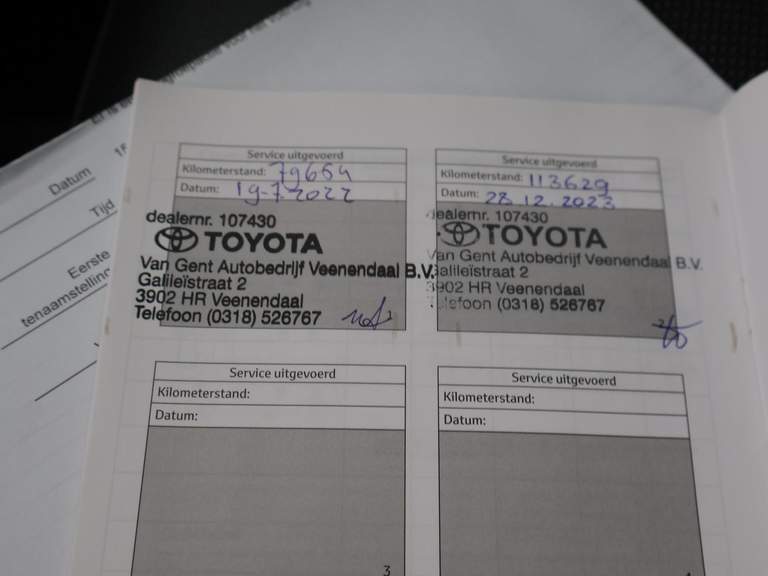 Datum
Tijd
Eerste
tenaamstelling
Service uitgevoerd
Kilometerstand: 79664
Datum: 19-7-2022
dealernr. 107430
TOYOTA
Van Gent Autobedrijf Veenendaal B.V.
Galileïstraat 2
3902 HR Veenendaal
Telefoon (0318) 526767
Service uitgevoerd
Kilometerstand: 113629
Datum: 28.12.2023
dealernr. 107430
TOYOTA
Van Gent Autobedrijf Veenendaal B.V.
Galileïstraat 2
3902 HR Veenendaal
Telefoon (0318) 526767
Service uitgevoerd
Kilometerstand:
Datum:
3
Service uitgevoerd
Kilometerstand:
Datum: